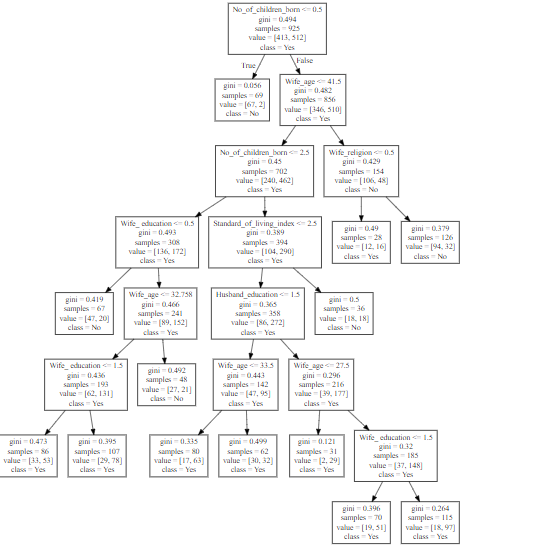 No_of_children_born <= 0.5
gini = 0.494
samples = 925
value = [413, 512]
class = Yes
True
False
gini = 0.056
samples = 69
value = [67, 2]
class = No
Wife_age <= 41.5
gini = 0.482
samples = 856
value = [346, 510]
class = Yes
No_of_children_born <= 2.5
gini = 0.45
samples = 702
value = [240, 462]
class = Yes
Wife_religion <= 0.5
gini = 0.429
samples = 154
value = [106, 48]
class = No
Wife_ education <= 0.5
gini = 0.493
samples = 308
value = [136, 172]
class = Yes
Standard_of_living_index <= 2.5
gini = 0.389
samples = 394
value = [104, 290]
class = Yes
gini = 0.49
samples = 28
value = [12, 16]
class = Yes
gini = 0.379
samples = 126
value = [94, 32]
class = No
gini = 0.419
samples = 67
value = [47, 20]
class = No
Wife_age <= 32.758
gini = 0.466
samples = 241
value = [89, 152]
class = Yes
Husband_education <= 1.5
gini = 0.365
samples = 358
value = [86, 272]
class = Yes
gini = 0.5
samples = 36
value = [18, 18]
class = No
Wife_ education <= 1.5
gini = 0.436
samples = 193
value = [62, 131]
class = Yes
gini = 0.492
samples = 48
value = [27, 21]
class = No
Wife_age <= 33.5
gini = 0.443
samples = 142
value = [47, 95]
class = Yes
Wife_age <= 27.5
gini = 0.296
samples = 216
value = [39, 177]
class = Yes
gini = 0.473
samples = 86
value = [33, 53]
class = Yes
gini = 0.395
samples = 107
value = [29, 78]
class = Yes
gini = 0.335
samples = 80
value = [17, 63]
class = Yes
gini = 0.499
samples = 62
value = [30, 32]
class = Yes
gini = 0.121
samples = 31
value = [2, 29]
class = Yes
Wife_ education <= 1.5
gini = 0.32
samples = 185
value = [37, 148]
class = Yes
gini = 0.396
samples = 70
value = [19, 51]
class = Yes
gini = 0.264
samples = 115
value = [18, 97]
class = Yes